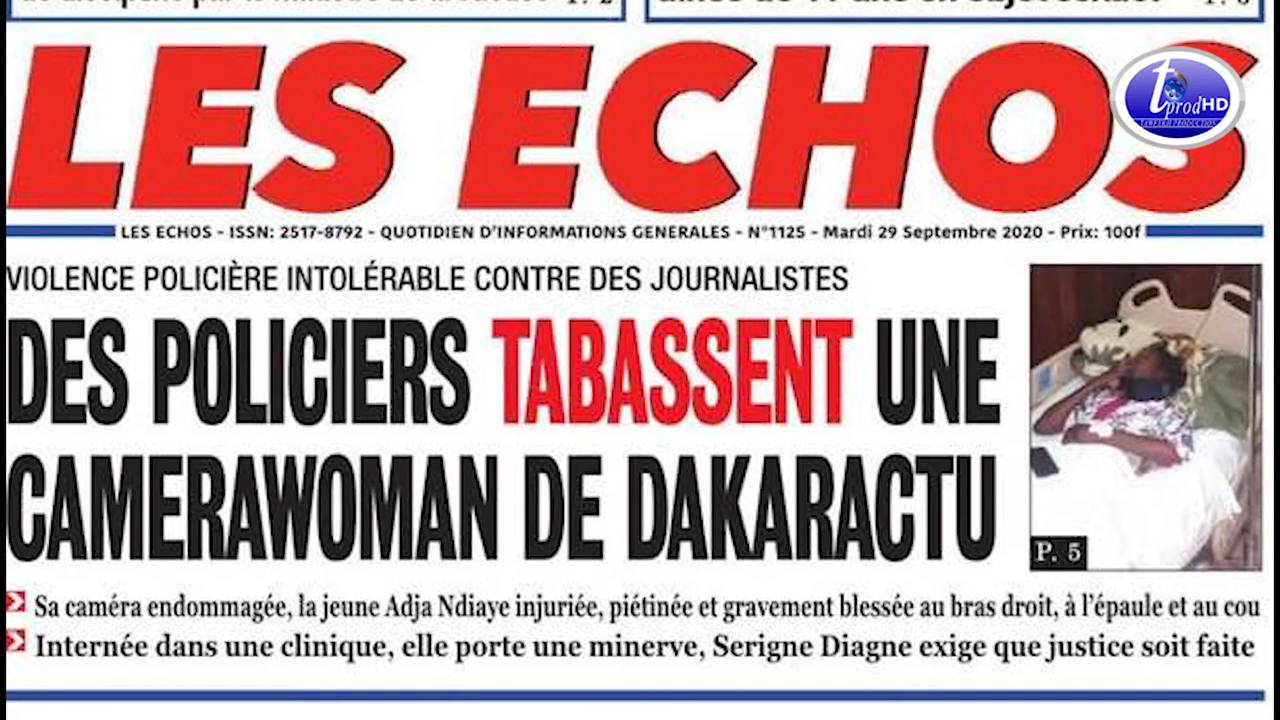 P. 2
LES ECHOS
tprodHD
LES ECHOS - ISSN: 2517-8792 - QUOTIDIEN D'INFORMATIONS GENERALES - N°1125 - Mardi 29 Septembre 2020 - Prix: 100f
VIOLENCE POLICIÈRE INTOLÉRABLE CONTRE DES JOURNALISTES
DES POLICIERS TABASSENT UNE
CAMERAWOMAN DE DAKARACTU
P. 5
Sa caméra endommagée, la jeune Adja Ndiaye injuriée, piétinée et gravement blessée au bras droit, à l'épaule et au cou
Internée dans une clinique, elle porte une minerve, Serigne Diagne exige que justice soit faite